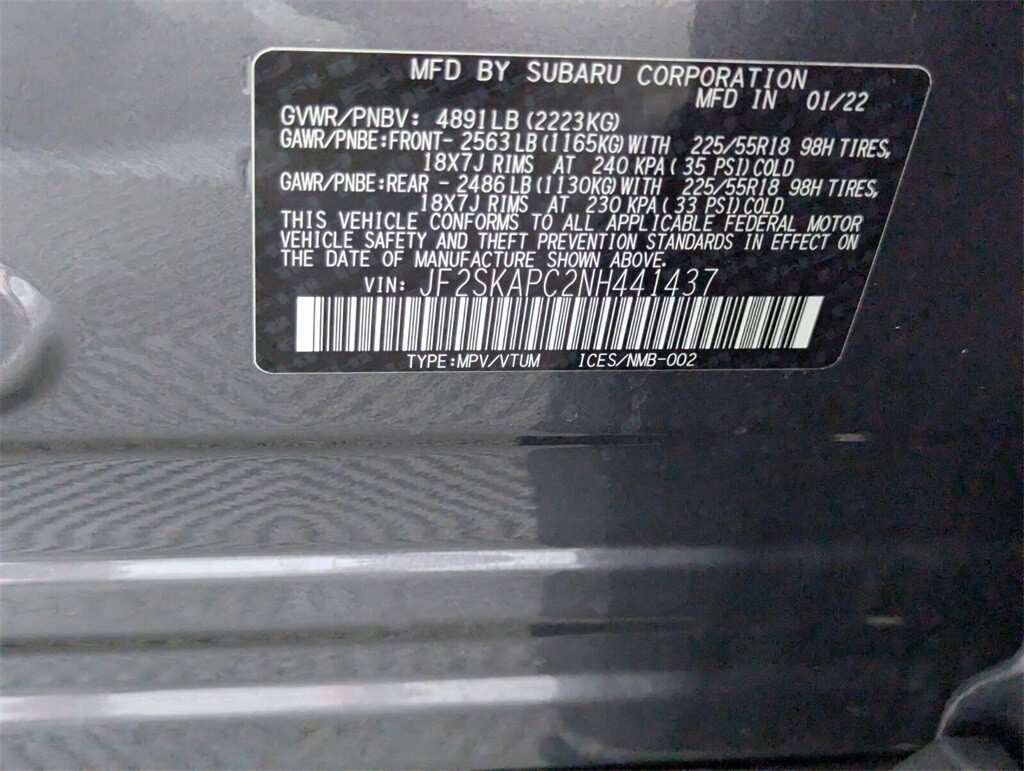 MFD BY SUBARU CORPORATION
MFD IN 01/22
GVWR/PNBV: 4891LB(2223KG)
GAWR/PNBE:FRONT- 2563LB(1165KG)WITH 225/55R18 98H TIRES,
18X7J RIMS AT 240 KPA(35 PSI)COLD
GAWR/PNBE:REAR - 2486LB(1130KG)WITH 225/55R18 98H TIRES,
18X7J RIMS AT 230 KPA(33 PSI)COLD
THIS VEHICLE CONFORMS TO ALL APPLICABLE FEDERAL MOTOR
VEHICLE SAFETY AND THEFT PREVENTION STANDARDS IN EFFECT ON
THE DATE OF MANUFACTURE SHOWN ABOVE.
VIN: JF2SKAPC2NH441437
TYPE:MPV/VTUM ICES/NMB-002